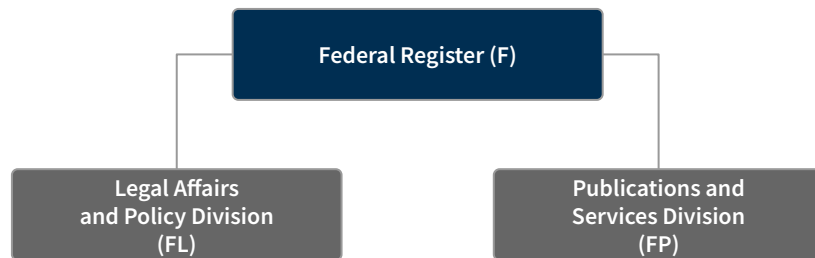 Federal Register (F)
Legal Affairs
and Policy Division
(FL)
Publications and
Services Division
(FP)